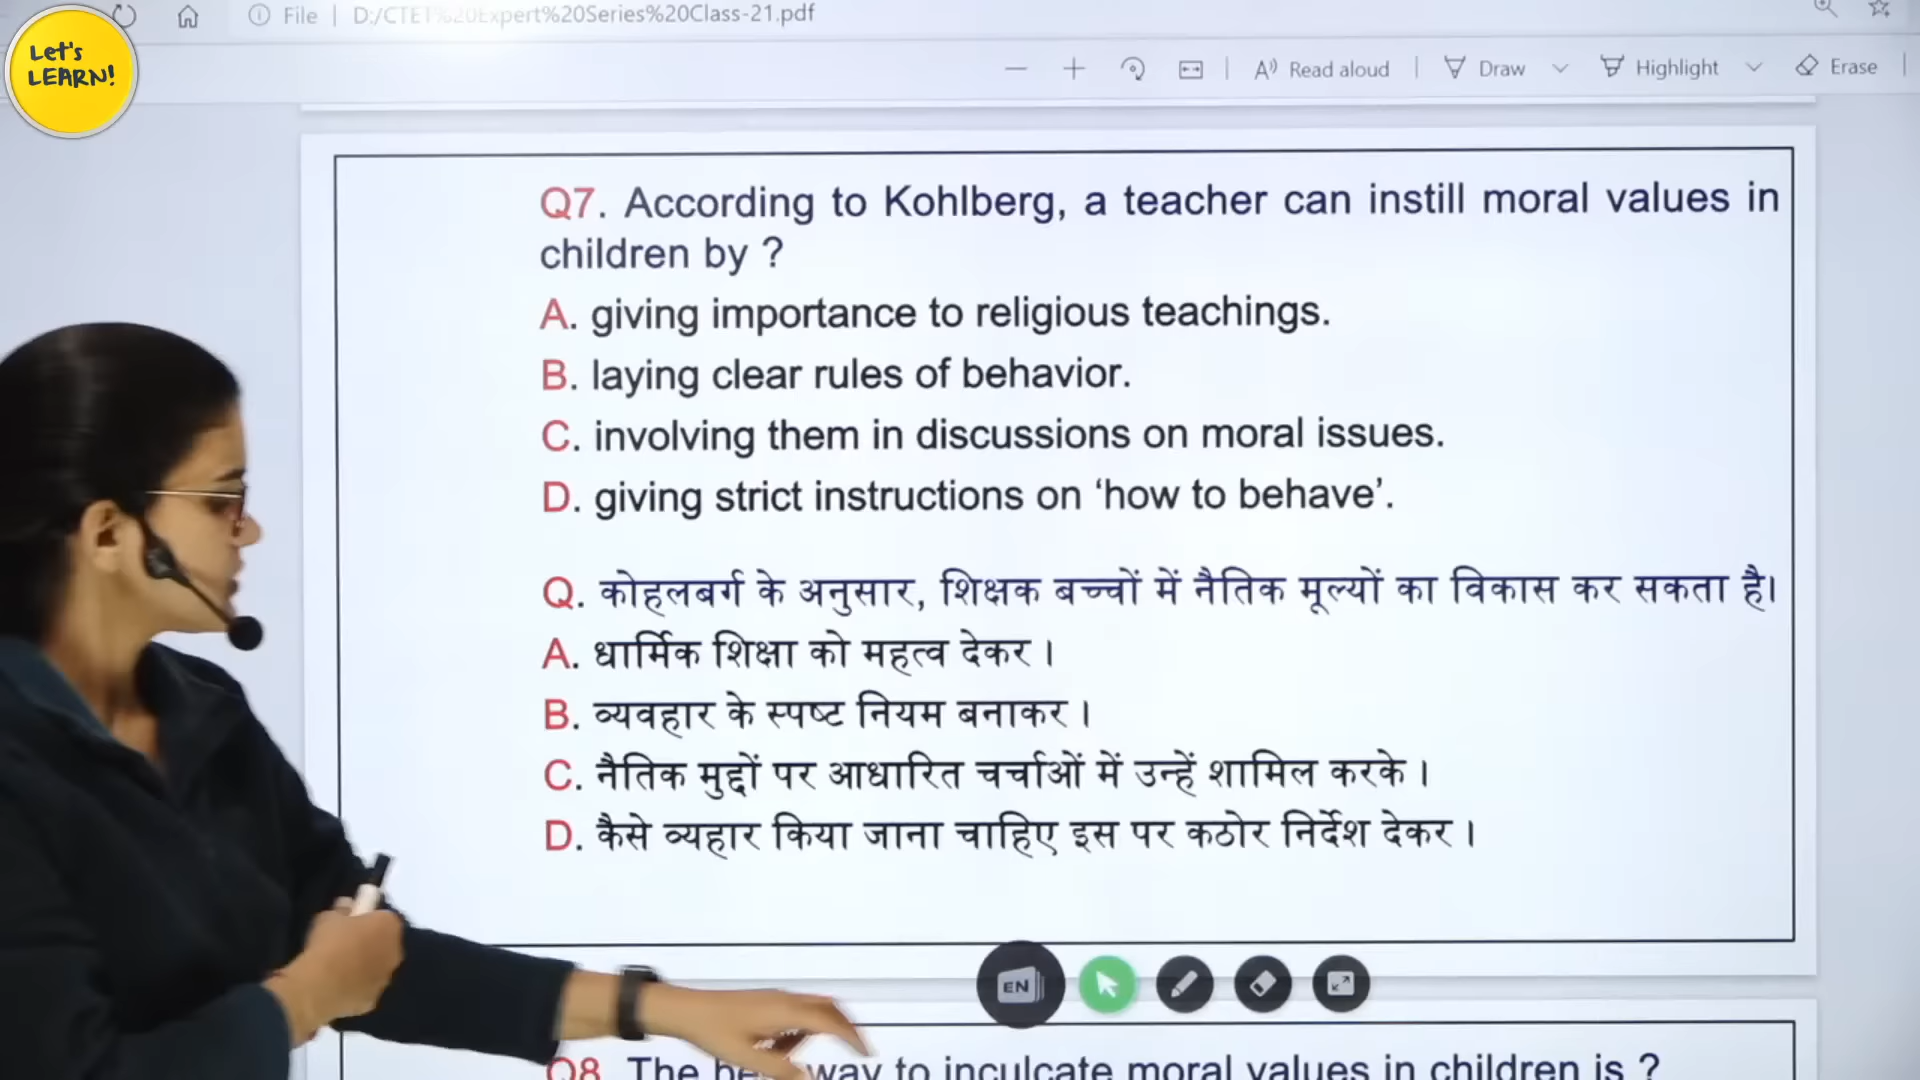 Let's
LEARN!
File | D:/CTET%20Expert%20Series%20Class-21.pdf
Read aloud
Draw
Highlight
Erase
Q7. According to Kohlberg, a teacher can instill moral values in
children by ?
A. giving importance to religious teachings.
B. laying clear rules of behavior.
C. involving them in discussions on moral issues.
D. giving strict instructions on ‘how to behave’.
Q. कोहलबर्ग के अनुसार, शिक्षक बच्चों में नैतिक मूल्यों का विकास कर सकता है।
A. धार्मिक शिक्षा को महत्व देकर ।
B. व्यवहार के स्पष्ट नियम बनाकर ।
C. नैतिक मुद्दों पर आधारित चर्चाओं में उन्हें शामिल करके ।
D. कैसे व्यहार किया जाना चाहिए इस पर कठोर निर्देश देकर ।
EN
Q8 The way to inculcate moral values in children is ?